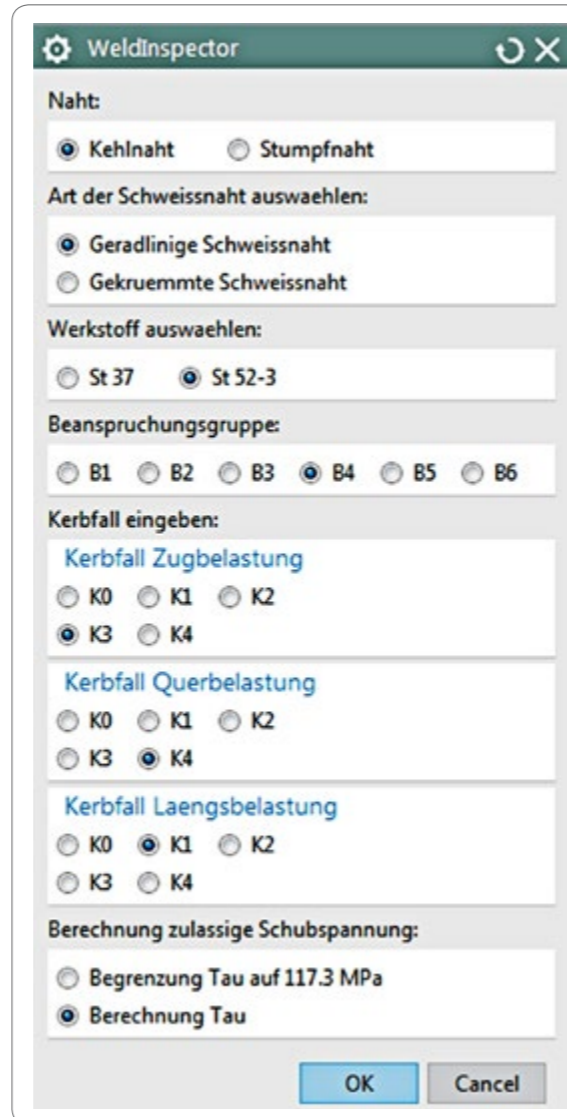 WeldInspector
Naht:
Kehlnaht Stumpfnaht
Art der Schweissnaht auswaehlen:
Geradlinige Schweissnaht
Gekruemmte Schweissnaht
Werkstoff auswaehlen:
St 37 St 52-3
Beanspruchungsgruppe:
B1 B2 B3 B4 B5 B6
Kerbfall eingeben:
Kerbfall Zugbelastung
K0 K1 K2
K3 K4
Kerbfall Querbelastung
K0 K1 K2
K3 K4
Kerbfall Laengsbelastung
K0 K1 K2
K3 K4
Berechnung zulassige Schubspannung:
Begrenzung Tau auf 117.3 MPa
Berechnung Tau
OK Cancel